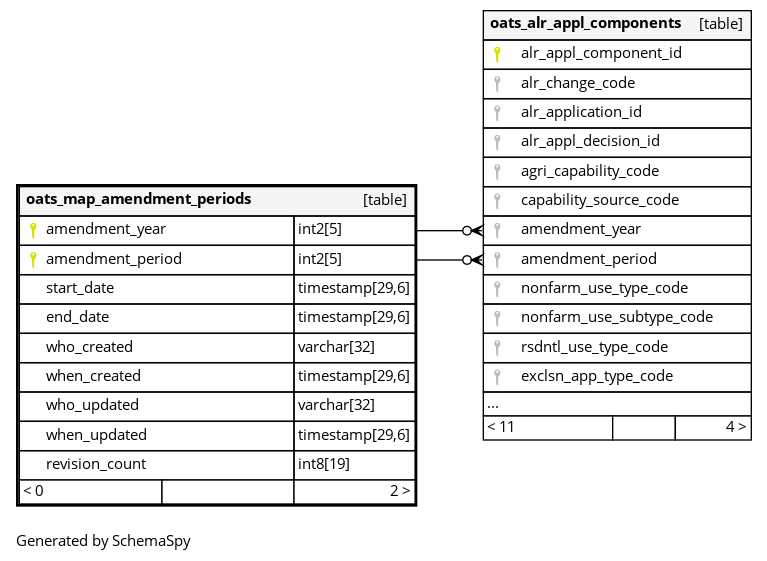 oats_alr_appl_components [table]
alr_appl_component_id
alr_change_code
alr_application_id
alr_appl_decision_id
agri_capability_code
capability_source_code
amendment_year
amendment_period
nonfarm_use_type_code
nonfarm_use_subtype_code
rsdntl_use_type_code
exclsn_app_type_code
...
< 11 4 >
oats_map_amendment_periods [table]
amendment_year int2[5]
amendment_period int2[5]
start_date timestamp[29,6]
end_date timestamp[29,6]
who_created varchar[32]
when_created timestamp[29,6]
who_updated varchar[32]
when_updated timestamp[29,6]
revision_count int8[19]
< 0 2 >
Generated by SchemaSpy